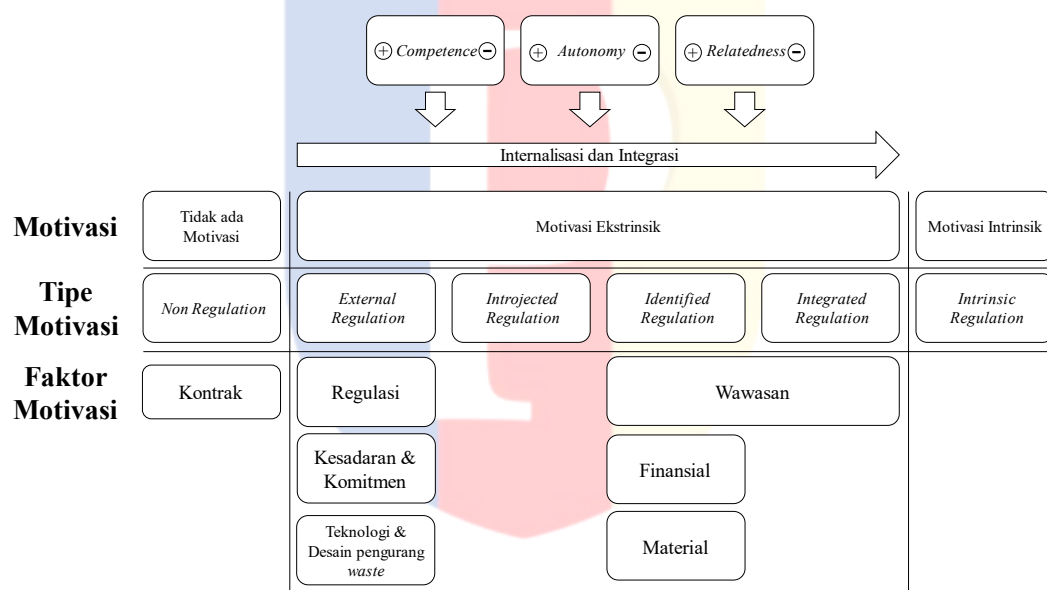 + Competence −
+ Autonomy −
+ Relatedness −
Internalisasi dan Integrasi
Motivasi
Tidak ada
Motivasi
Motivasi Ekstrinsik
Motivasi Intrinsik
Tipe
Motivasi
Non Regulation
External
Regulation
Introjected
Regulation
Identified
Regulation
Integrated
Regulation
Intrinsic
Regulation
Faktor
Motivasi
Kontrak
Regulasi
Wawasan
Kesadaran &
Komitmen
Finansial
Teknologi &
Desain pengurang
waste
Material